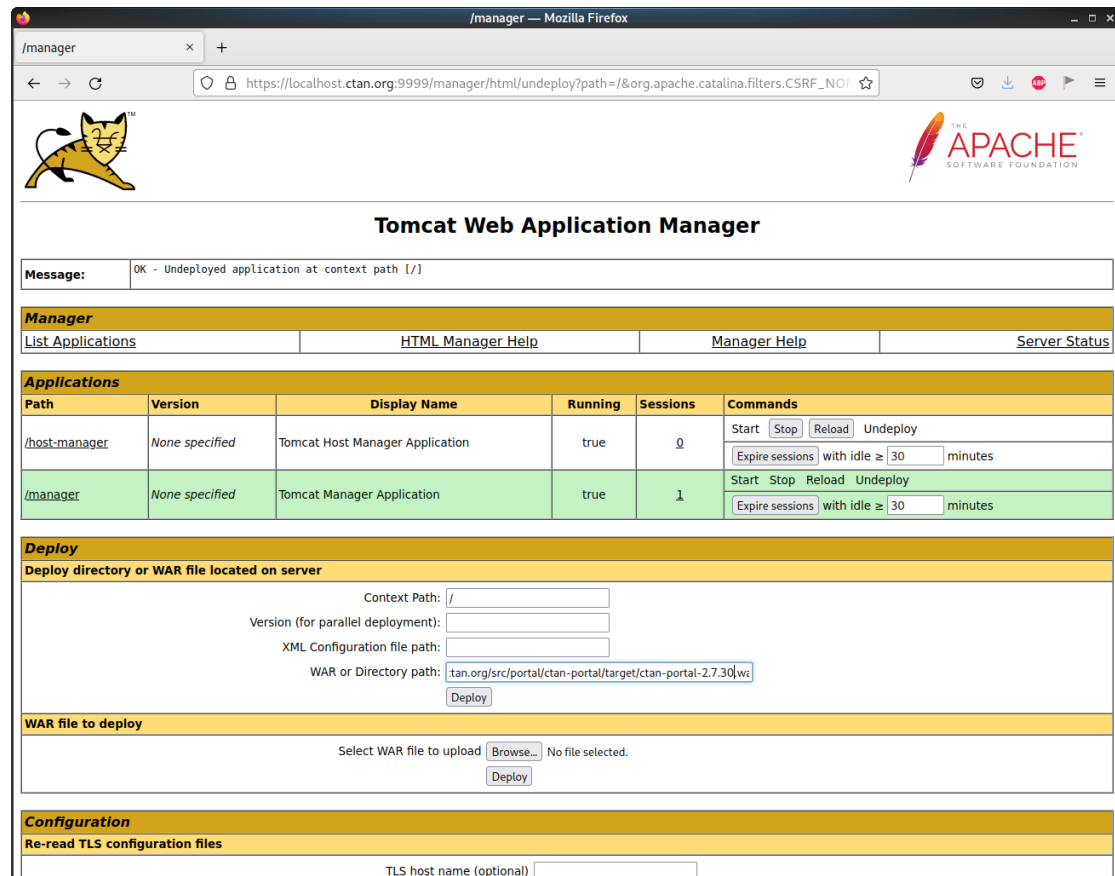 /manager — Mozilla Firefox
/manager × +
https://localhost.ctan.org:9999/manager/html/undeploy?path=/&org.apache.catalina.filters.CSRF_NO
ABP
TM
THE
APACHE®
SOFTWARE FOUNDATION
Tomcat Web Application Manager
Message: OK - Undeployed application at context path [/]
Manager
List Applications HTML Manager Help Manager Help Server Status
Applications
Path Version Display Name Running Sessions Commands
/host-manager None specified Tomcat Host Manager Application true 0 Start Stop Reload Undeploy
Expire sessions with idle ≥ 30 minutes
/manager None specified Tomcat Manager Application true 1 Start Stop Reload Undeploy
Expire sessions with idle ≥ 30 minutes
Deploy
Deploy directory or WAR file located on server
Context Path: /
Version (for parallel deployment):
XML Configuration file path:
WAR or Directory path: :tan.org/src/portal/ctan-portal/target/ctan-portal-2.7.30.wa
Deploy
WAR file to deploy
Select WAR file to upload Browse... No file selected.
Deploy
Configuration
Re-read TLS configuration files
TLS host name (optional)